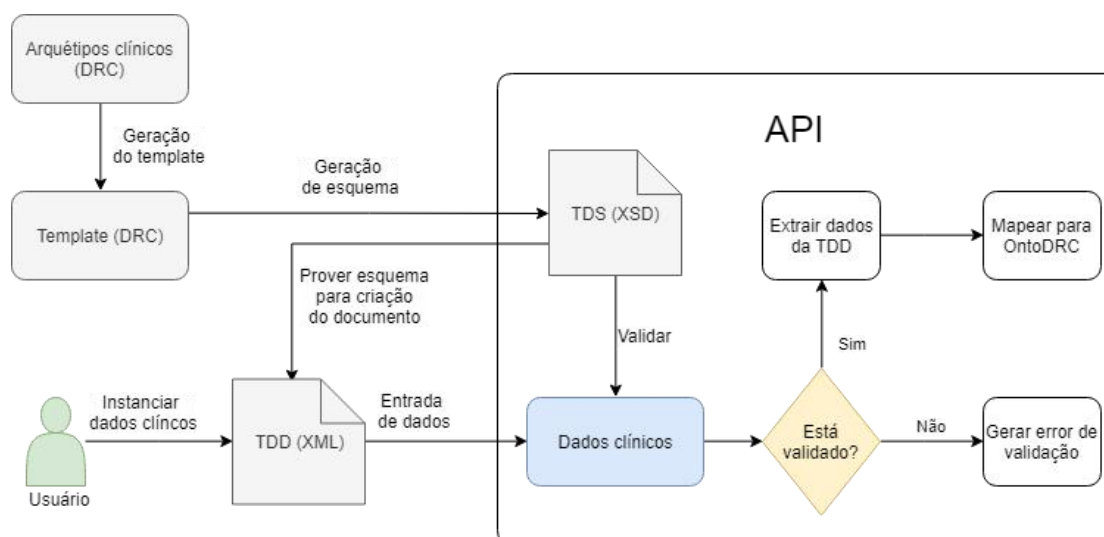 Arquétipos clínicos
(DRC)
Geração
do template
Template (DRC)
Geração
de esquema
API
TDS (XSD)
Extrair dados
da TDD
Mapear para
OntoDRC
Prover esquema
para criação
do documento
Validar
Sim
Instanciar
dados clíncos
Usuário
TDD (XML)
Entrada
de dados
Dados clínicos
Está
validado?
Não
Gerar error de
validação